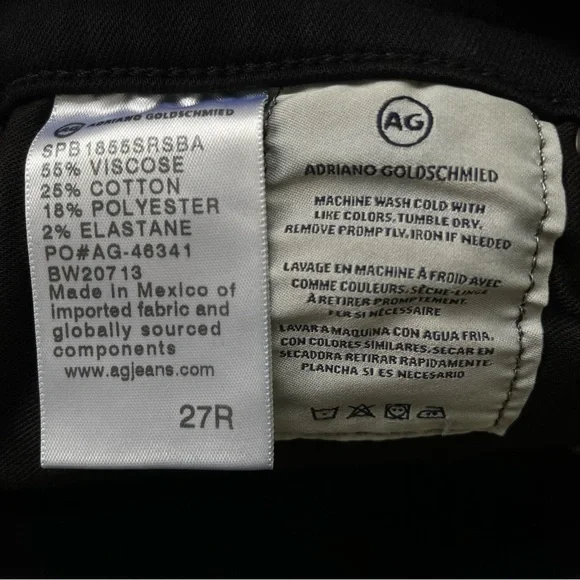 AG ADRIANO GOLDSCHMIED
SPB1855SRSBA
55% VISCOSE
25% COTTON
18% POLYESTER
2% ELASTANE
PO#AG-46341
BW20713
Made in Mexico of
imported fabric and
globally sourced
components
www.agjeans.com
27R
AG
ADRIANO GOLDSCHMIED
MACHINE WASH COLD WITH
LIKE COLORS. TUMBLE DRY,
REMOVE PROMPTLY. IRON IF NEEDED
LAVAGE EN MACHINE À FROID AVEC
COMME COULEURS. SÈCHE-LINGE
À RETIRER PROMPTEMENT.
FER SI NÉCESSAIRE
LAVAR A MAQUINA CON AGUA FRIA.
CON COLORES SIMILARES. SECAR EN
SECADORA RETIRAR RAPIDAMENTE.
PLANCHA SI ES NECESARIO